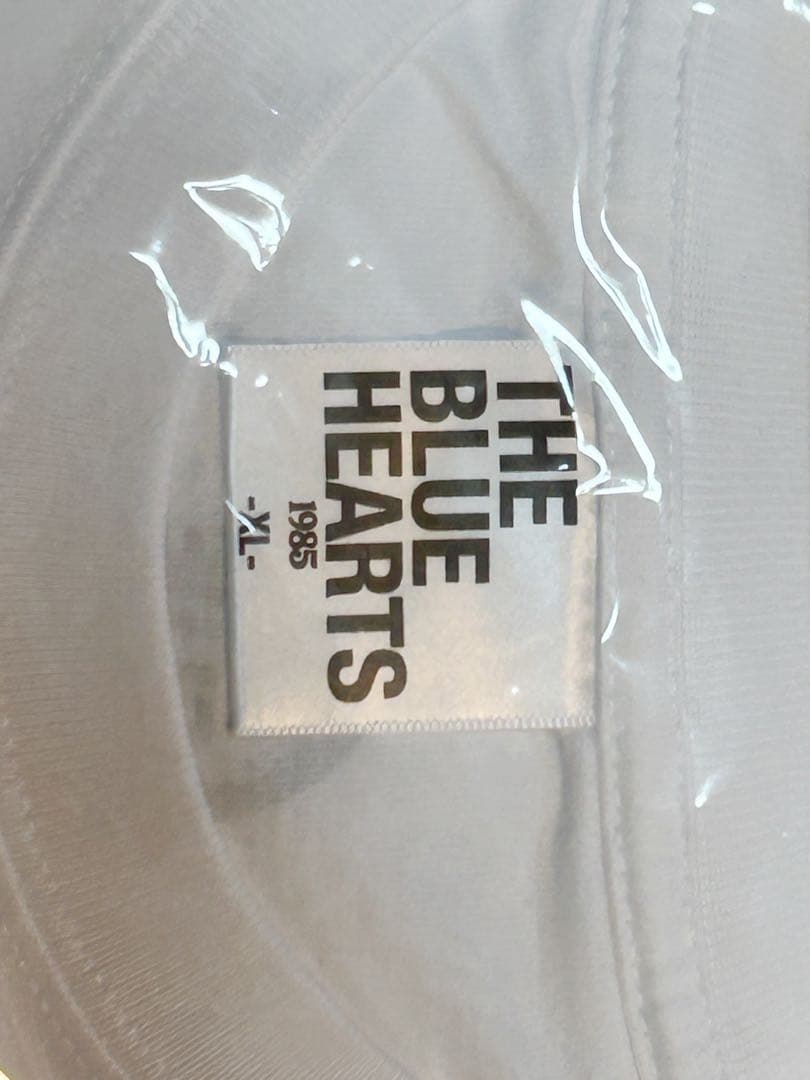 THE
BLUE
HEARTS
1985
-XL-